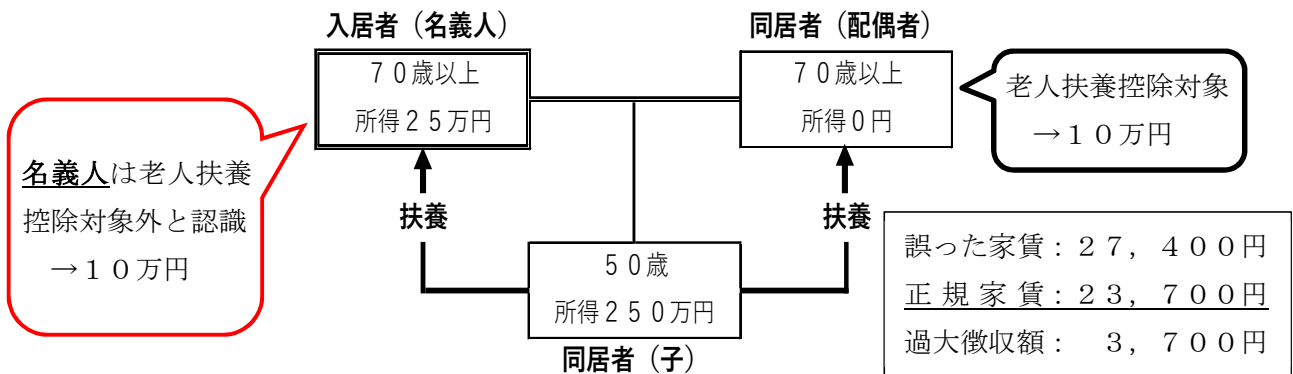 入居者（名義人）
７０歳以上
所得２５万円
同居者（配偶者）
７０歳以上
所得０円
老人扶養控除対象
→１０万円
名義人は老人扶養
控除対象外と認識
→１０万円
扶養
扶養
５０歳
所得２５０万円
同居者（子）
誤った家賃：２７，４００円
正規家賃：２３，７００円
過大徴収額：　３，７００円